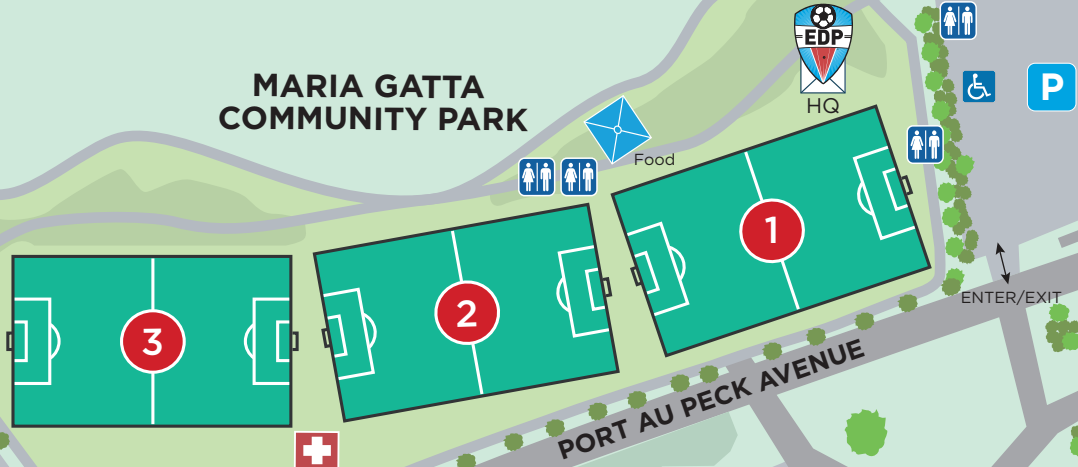 MARIA GATTA
COMMUNITY PARK
EDP
HQ
P
Food
1
2
3
ENTER/EXIT
PORT AU PECK AVENUE